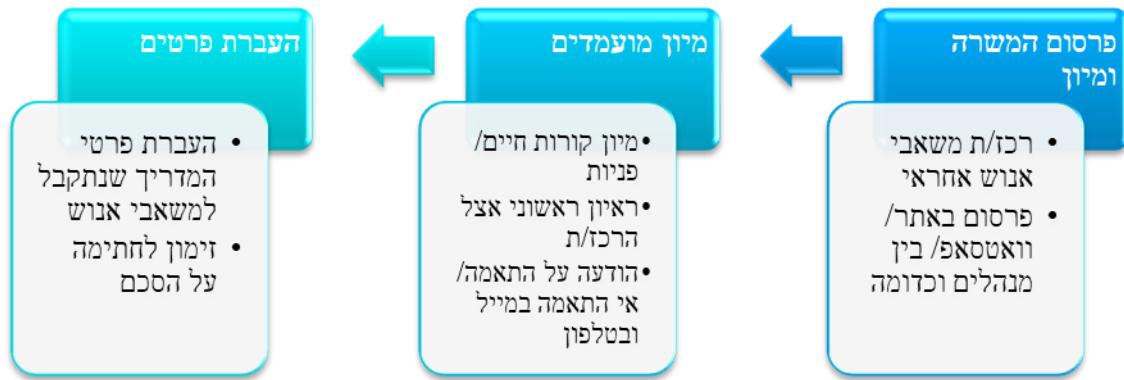 פרסום המשרה
ומיון
• רכז/ת משאבי
אנוש אחראי
• פרסום באתר/
וואטסאפ/ בין
מנהלים וכדומה
מיון מועמדים
•מיון קורות חיים/
פניות
•ראיון ראשוני אצל
הרכז/ת
•הודעה על התאמה/
אי התאמה במייל
ובטלפון
העברת פרטים
• העברת פרטי
המדריך שנתקבל
למשאבי אנוש
• זימון לחתימה
על הסכם